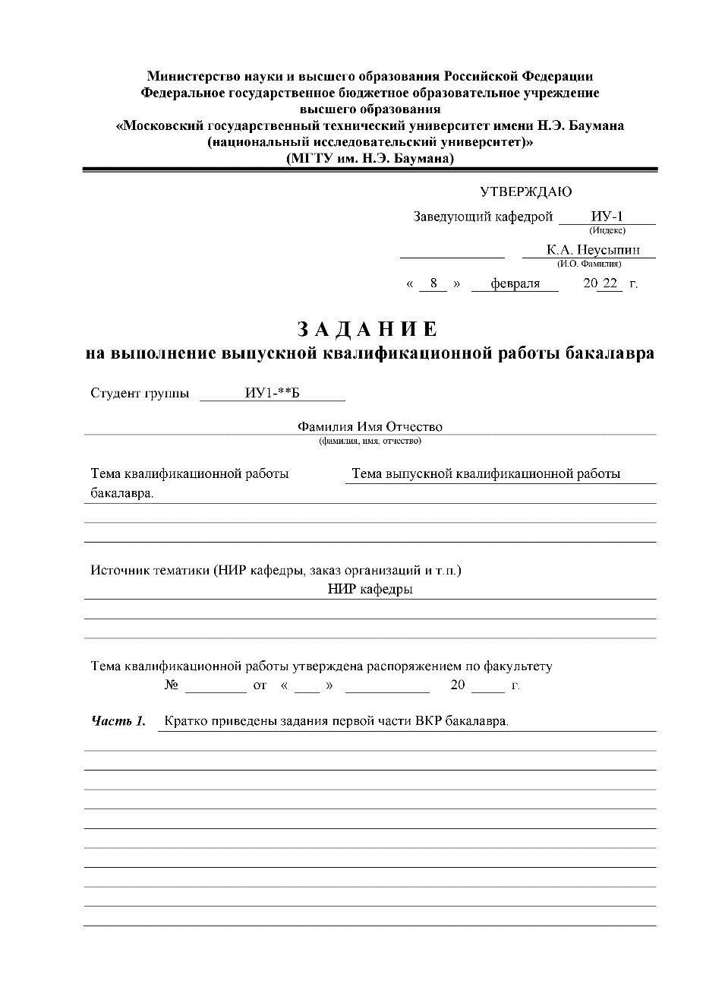 Министерство науки и высшего образования Российской Федерации
Федеральное государственное бюджетное образовательное учреждение
высшего образования
«Московский государственный технический университет имени Н.Э. Баумана
(национальный исследовательский университет)»
(МГТУ им. Н.Э. Баумана)
УТВЕРЖДАЮ
Заведующий кафедрой ИУ-1
(Индекс)
К.А. Неусыпин
(И.О. Фамилия)
« 8 » февраля 20 22 г.
З А Д А Н И Е
на выполнение выпускной квалификационной работы бакалавра
Студент группы ИУ1-**Б
Фамилия Имя Отчество
(фамилия, имя, отчество)
Тема квалификационной работы Тема выпускной квалификационной работы
бакалавра.
Источник тематики (НИР кафедры, заказ организаций и т.п.)
НИР кафедры
Тема квалификационной работы утверждена распоряжением по факультету
№ от « » 20 г.
Часть 1. Кратко приведены задания первой части ВКР бакалавра.